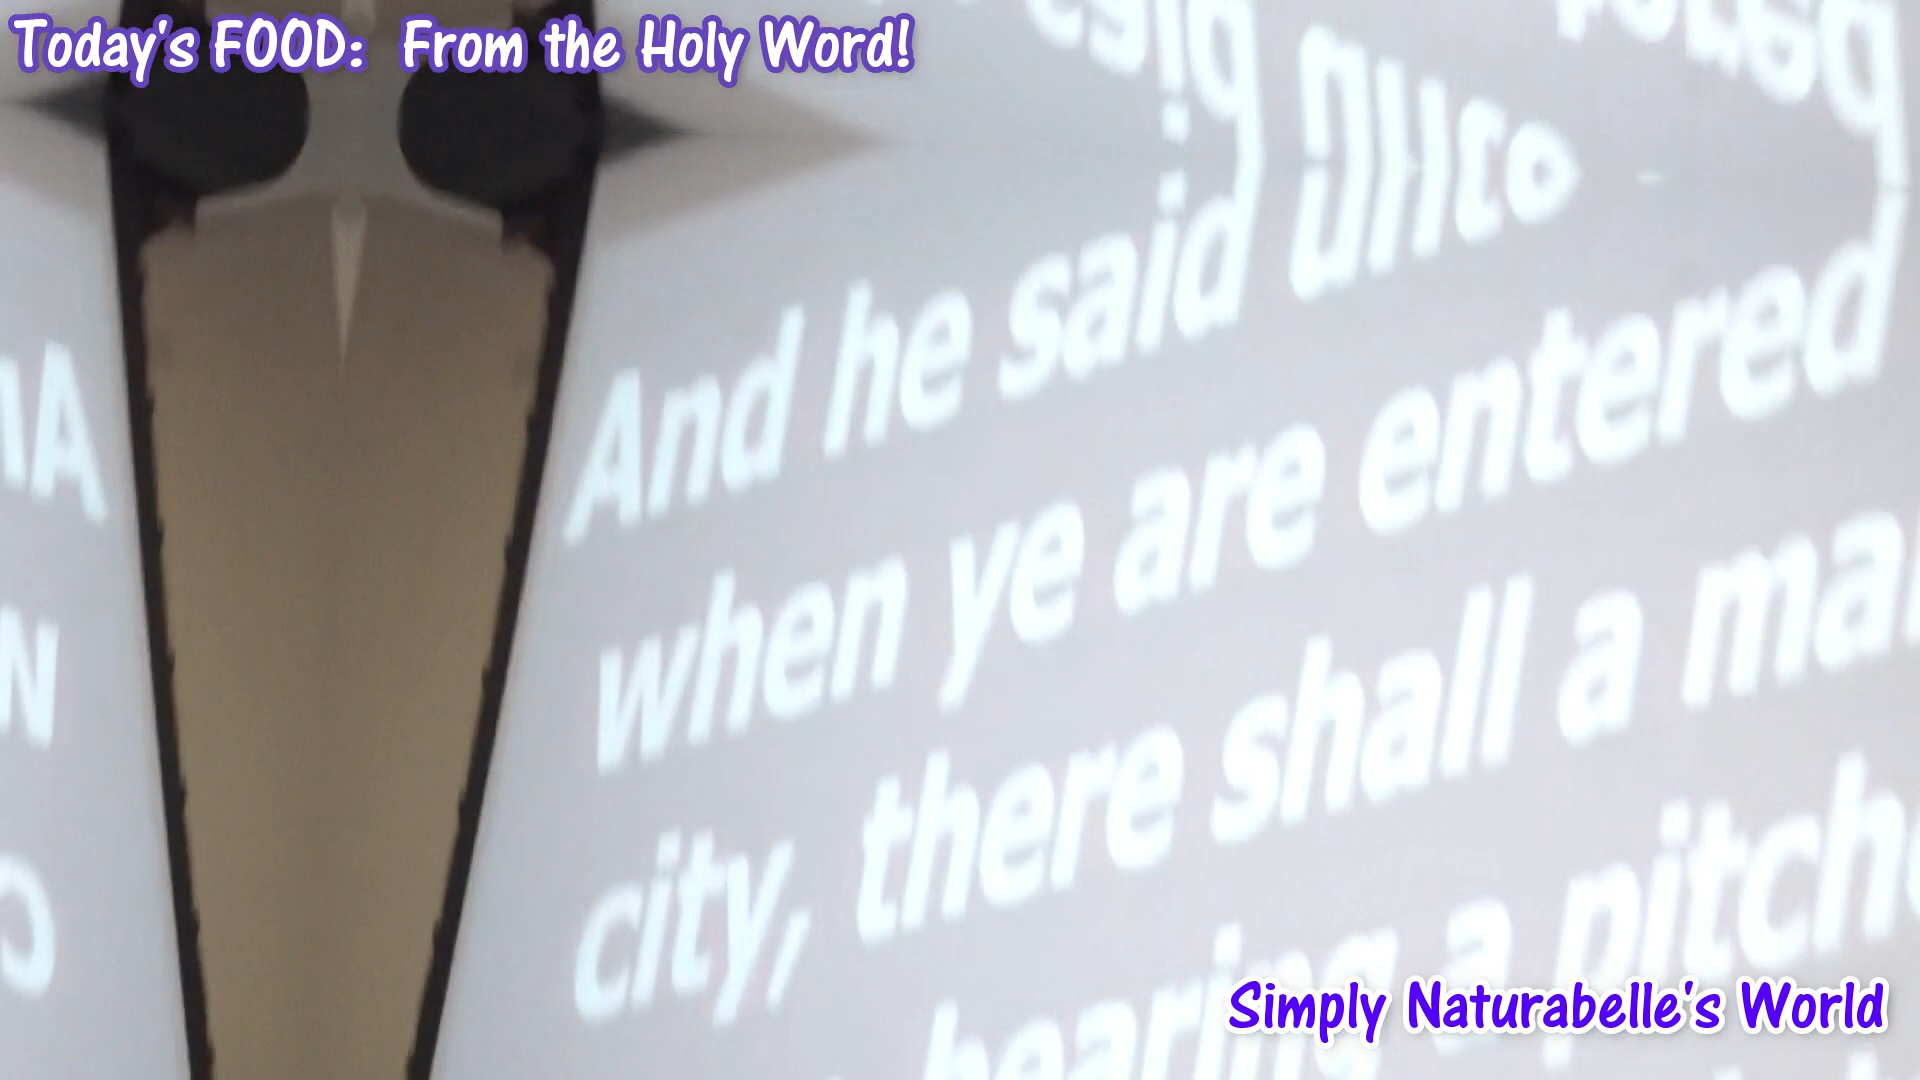 Today's FOOD: From the Holy Word!
And he said unto
when ye are entered
city, there shall a
bearing a
Simply Naturabelle's World